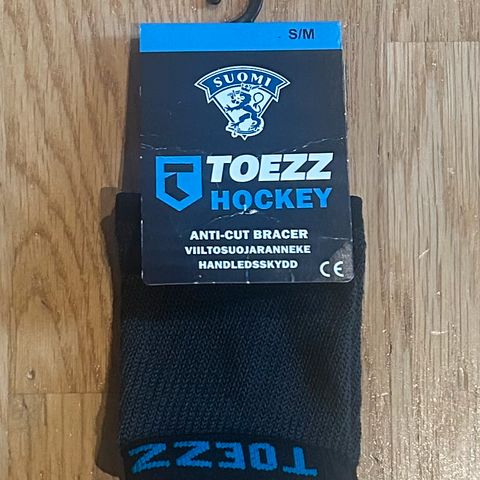 S/M
SUOMI
TOEZZ
HOCKEY
ANTI-CUT BRACER
VIILTOSUOJARANNEKE
HANDLEDSSKYDD
CE
TOEZZ